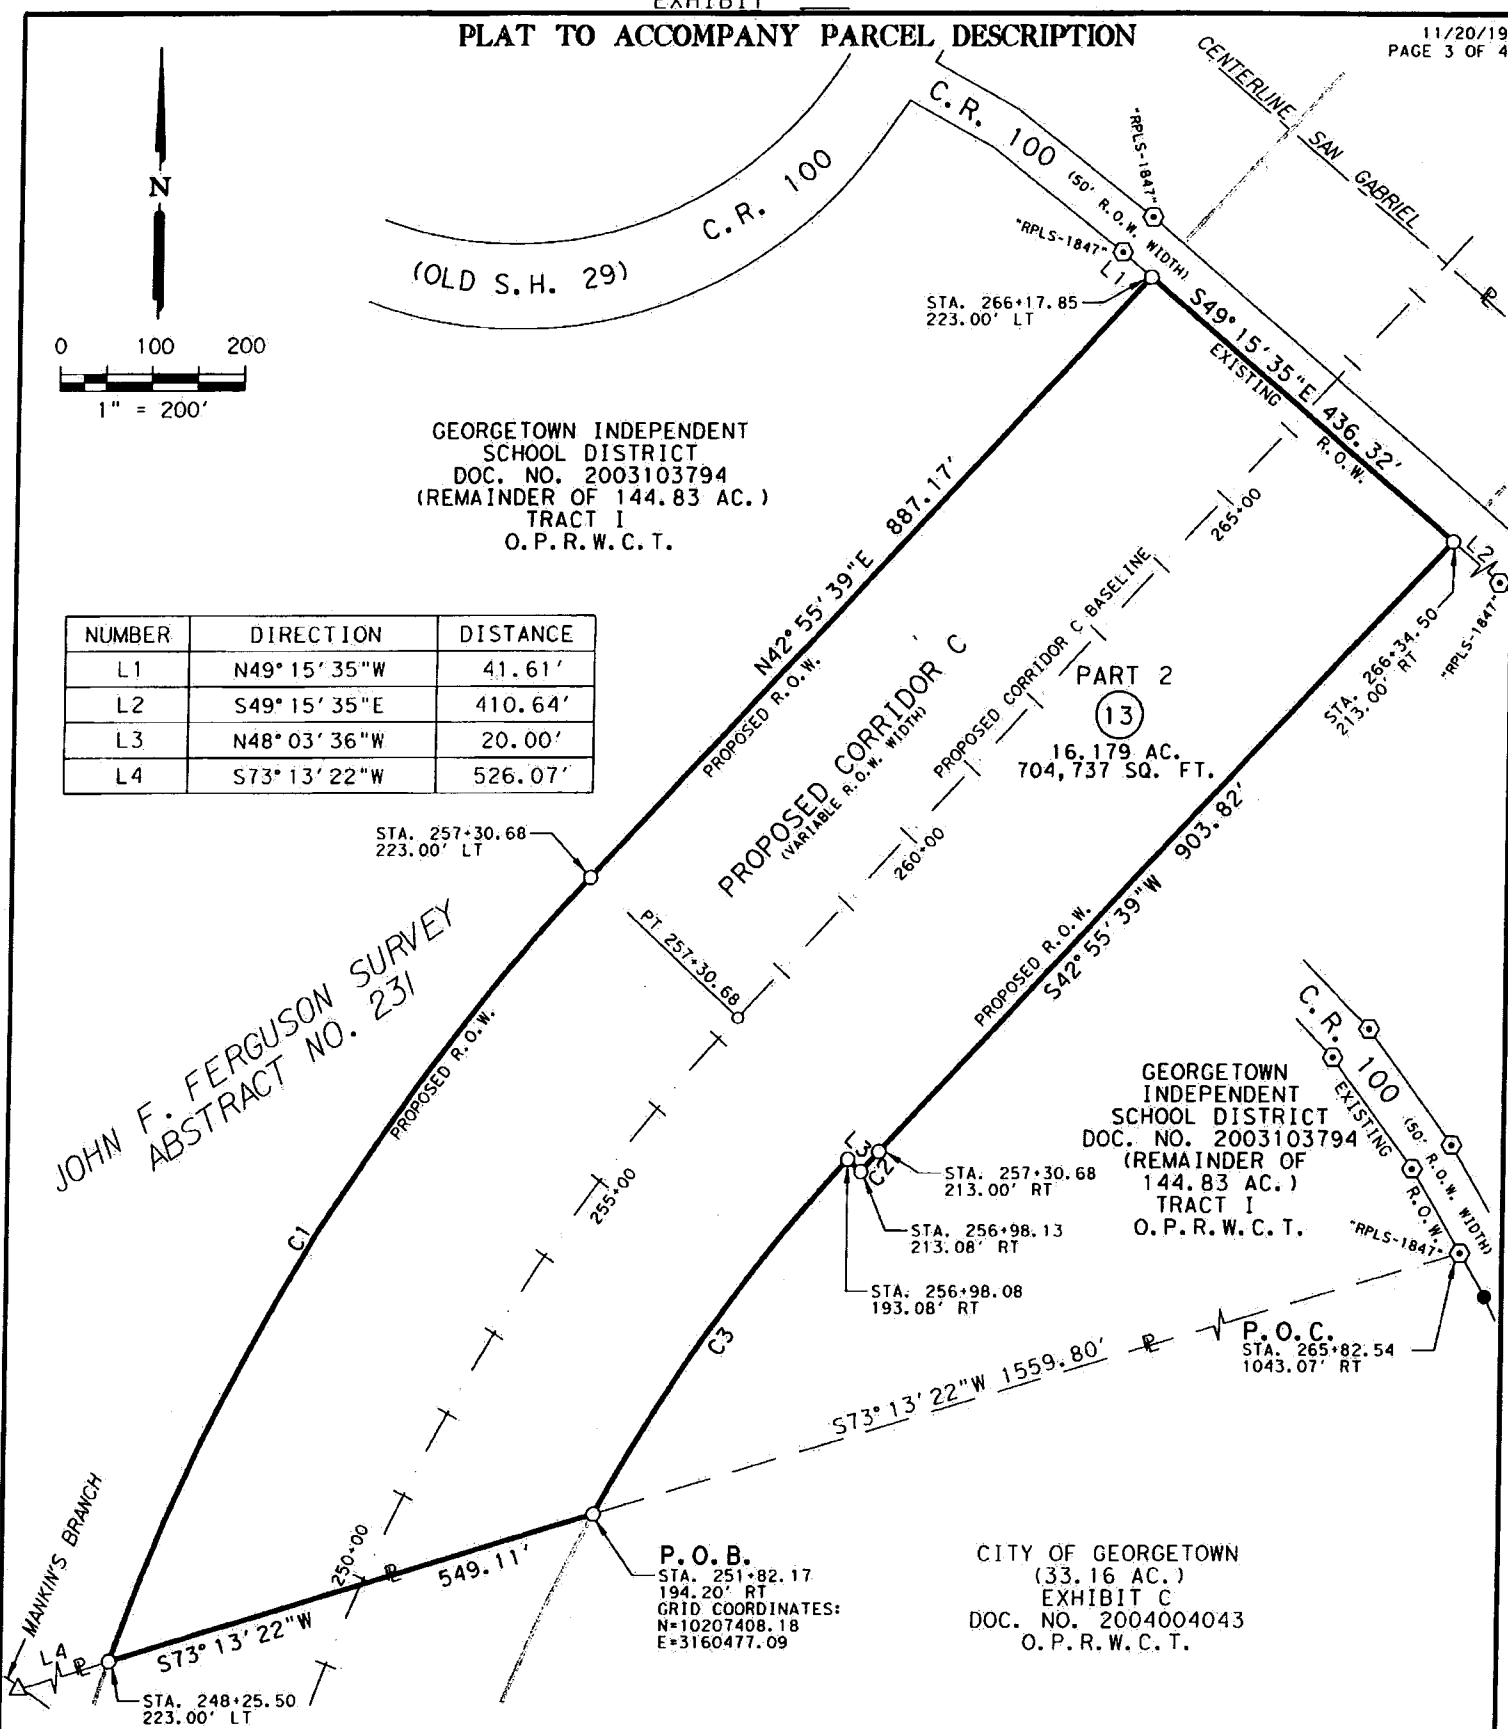 EXHIBIT
PLAT TO ACCOMPANY PARCEL DESCRIPTION
11/20/19
PAGE 3 OF 4
N
0 100 200
1" = 200'
C.R. 100
(OLD S.H. 29)
C.R. 100 (50' R.O.W. WIDTH)
"RPLS-1847"
"RPLS-1847"
CENTERLINE SAN GABRIEL
L1
STA. 266+17.85
223.00' LT
S49°15'35"E 436.32'
EXISTING R.O.W.
GEORGETOWN INDEPENDENT
SCHOOL DISTRICT
DOC. NO. 2003103794
(REMAINDER OF 144.83 AC.)
TRACT I
O.P.R.W.C.T.
N42°55'39"E 887.17'
PROPOSED R.O.W.
265+00
L2
STA. 266+34.50
213.00' RT
"RPLS-1847"
NUMBER DIRECTION DISTANCE
L1 N49°15'35"W 41.61'
L2 S49°15'35"E 410.64'
L3 N48°03'36"W 20.00'
L4 S73°13'22"W 526.07'
PROPOSED CORRIDOR C
(VARIABLE R.O.W. WIDTH)
PROPOSED CORRIDOR C BASELINE
PART 2
13
16.179 AC.
704,737 SQ. FT.
STA. 257+30.68
223.00' LT
260+00
S42°55'39"W 903.82'
PROPOSED R.O.W.
PT 257+30.68
JOHN F. FERGUSON SURVEY
ABSTRACT NO. 231
PROPOSED R.O.W.
C1
255+00
L3
C2
STA. 257+30.68
213.00' RT
STA. 256+98.13
213.08' RT
STA. 256+98.08
193.08' RT
C3
GEORGETOWN
INDEPENDENT
SCHOOL DISTRICT
DOC. NO. 2003103794
(REMAINDER OF
144.83 AC.)
TRACT I
O.P.R.W.C.T.
C.R. 100 (50' R.O.W. WIDTH)
EXISTING R.O.W.
"RPLS-1847"
P.O.C.
STA. 265+82.54
1043.07' RT
S73°13'22"W 1559.80'
MANKIN'S BRANCH
L4
250+00
S73°13'22"W 549.11'
STA. 248+25.50
223.00' LT
P.O.B.
STA. 251+82.17
194.20' RT
GRID COORDINATES:
N=10207408.18
E=3160477.09
CITY OF GEORGETOWN
(33.16 AC.)
EXHIBIT C
DOC. NO. 2004004043
O.P.R.W.C.T.